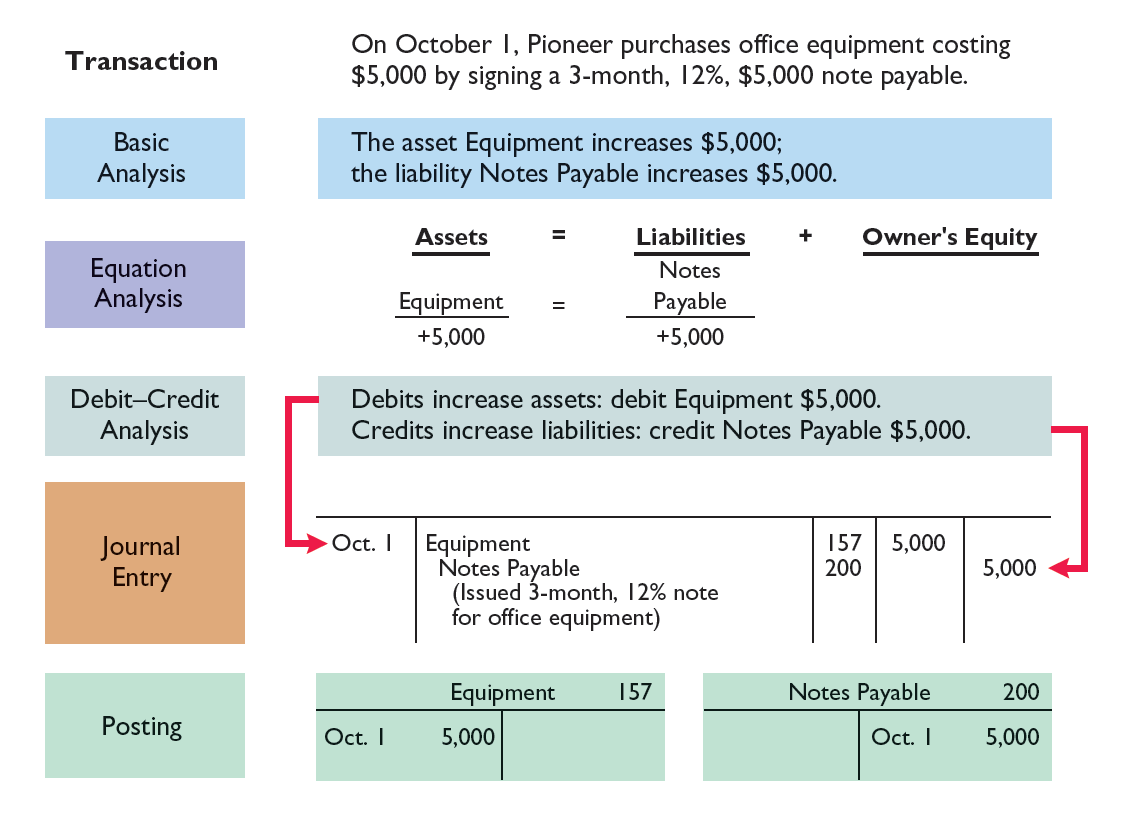 Transaction
On October 1, Pioneer purchases office equipment costing
$5,000 by signing a 3-month, 12%, $5,000 note payable.
Basic
Analysis
The asset Equipment increases $5,000;
the liability Notes Payable increases $5,000.
Equation
Analysis
Assets = Liabilities + Owner's Equity
Notes
Equipment = Payable
+5,000 +5,000
Debit–Credit
Analysis
Debits increase assets: debit Equipment $5,000.
Credits increase liabilities: credit Notes Payable $5,000.
Journal
Entry
Oct. 1 Equipment 157 5,000
Notes Payable 200 5,000
(Issued 3-month, 12% note
for office equipment)
Posting
Equipment 157
Oct. 1 5,000
Notes Payable 200
Oct. 1 5,000